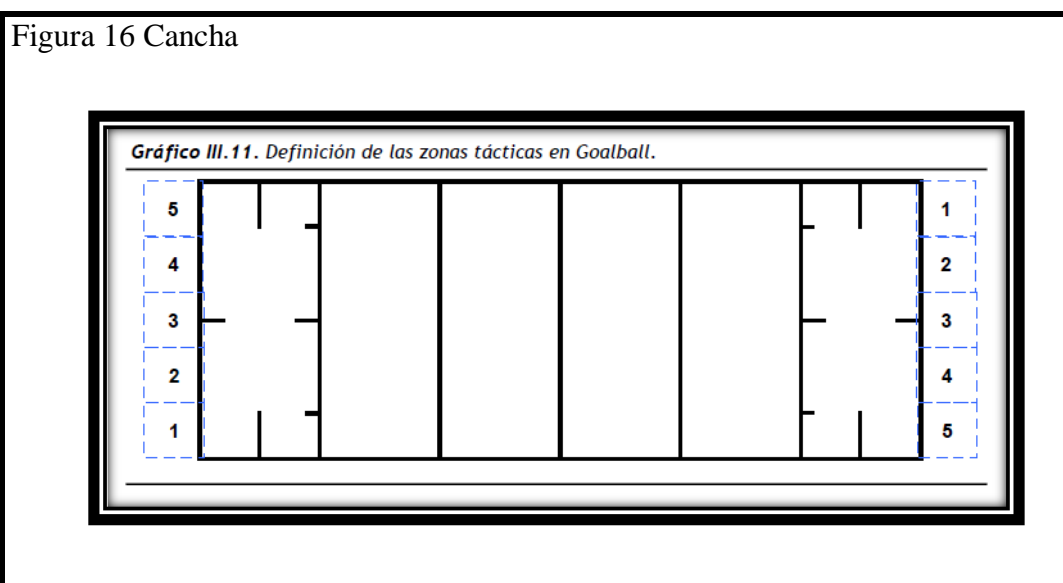 Figura 16 Cancha
Gráfico III.11. Definición de las zonas tácticas en Goalball.
5 1
4 2
3 3
2 4
1 5